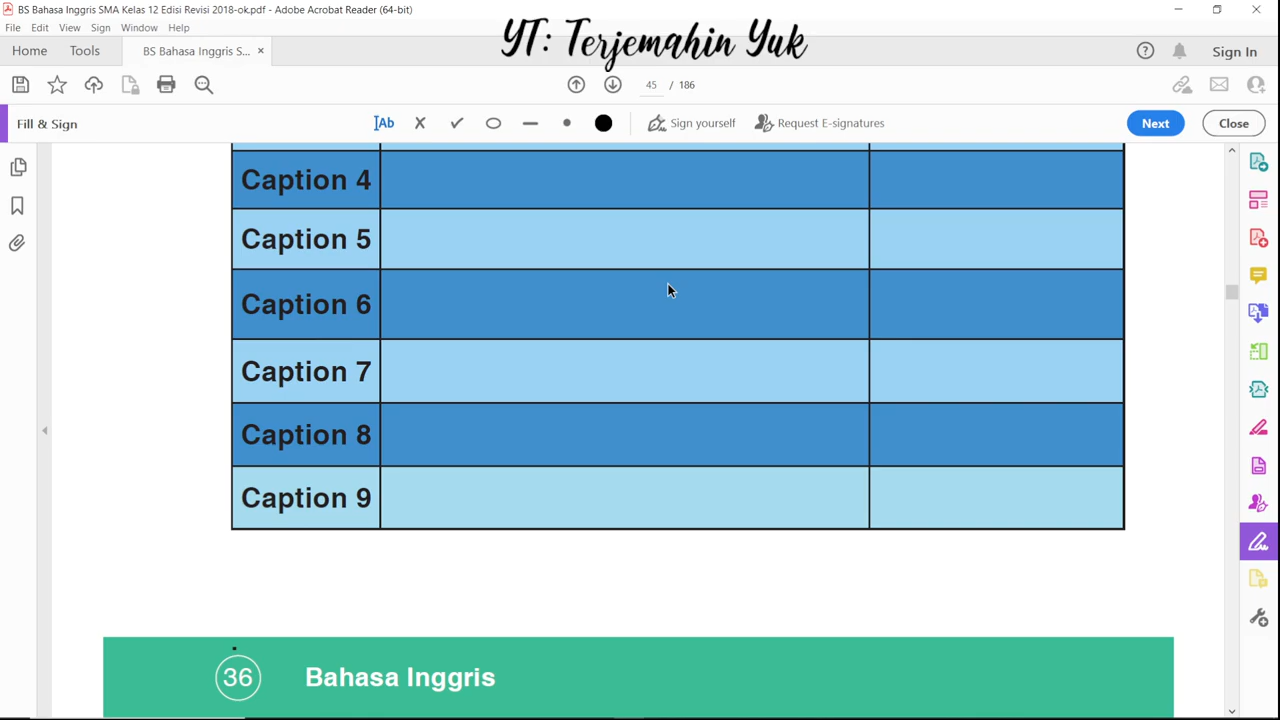 BS Bahasa Inggris SMA Kelas 12 Edisi Revisi 2018-ok.pdf - Adobe Acrobat Reader (64-bit)
YT: Terjemahin Yuk
File Edit View Sign Window Help
Home Tools BS Bahasa Inggris S... × Sign In
45 / 186
Fill & Sign Ab Sign yourself Request E-signatures Next Close
Caption 4
Caption 5
Caption 6
Caption 7
Caption 8
Caption 9
36 Bahasa Inggris